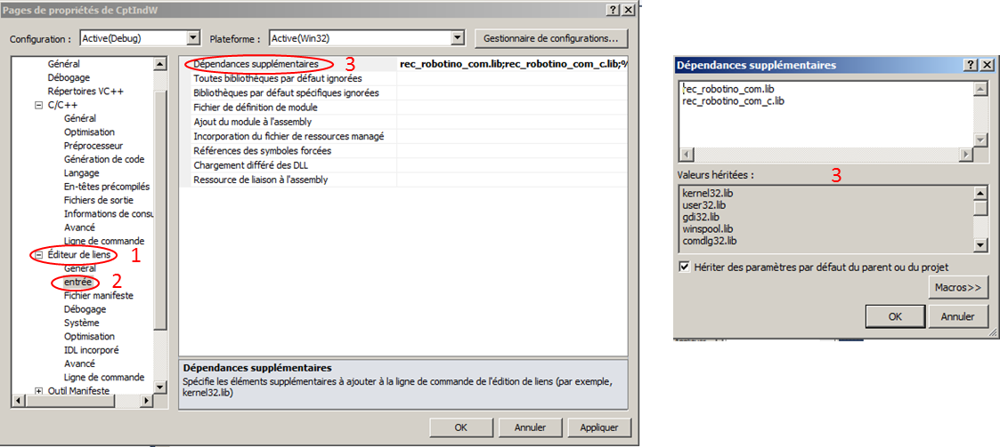 Pages de propriétés de CptIndW
Configuration : Active(Debug) Plateforme : Active(Win32) Gestionnaire de configurations...
Général
Débogage
Répertoires VC++
C/C++
Général
Optimisation
Préprocesseur
Génération de code
Langage
En-têtes précompilés
Fichiers de sortie
Informations de consu
Avancé
Ligne de commande
Éditeur de liens 1
Général
entrée 2
Fichier manifeste
Débogage
Système
Optimisation
IDL incorporé
Avancé
Ligne de commande
Outil Manifeste
Dépendances supplémentaires 3 rec_robotino_com.lib;rec_robotino_com_c.lib;%
Toutes bibliothèques par défaut ignorées
Bibliothèques par défaut spécifiques ignorées
Fichier de définition de module
Ajout du module à l'assembly
Incorporation du fichier de ressources managé
Références des symboles forcées
Chargement différé des DLL
Ressource de liaison à l'assembly
Dépendances supplémentaires
Spécifie les éléments supplémentaires à ajouter à la ligne de commande de l'édition de liens (par exemple,
kernel32.lib)
OK Annuler Appliquer
Dépendances supplémentaires
rec_robotino_com.lib
rec_robotino_com_c.lib
Valeurs héritées : 3
kernel32.lib
user32.lib
gdi32.lib
winspool.lib
comdlg32.lib
Hériter des paramètres par défaut du parent ou du projet
Macros>>
OK Annuler